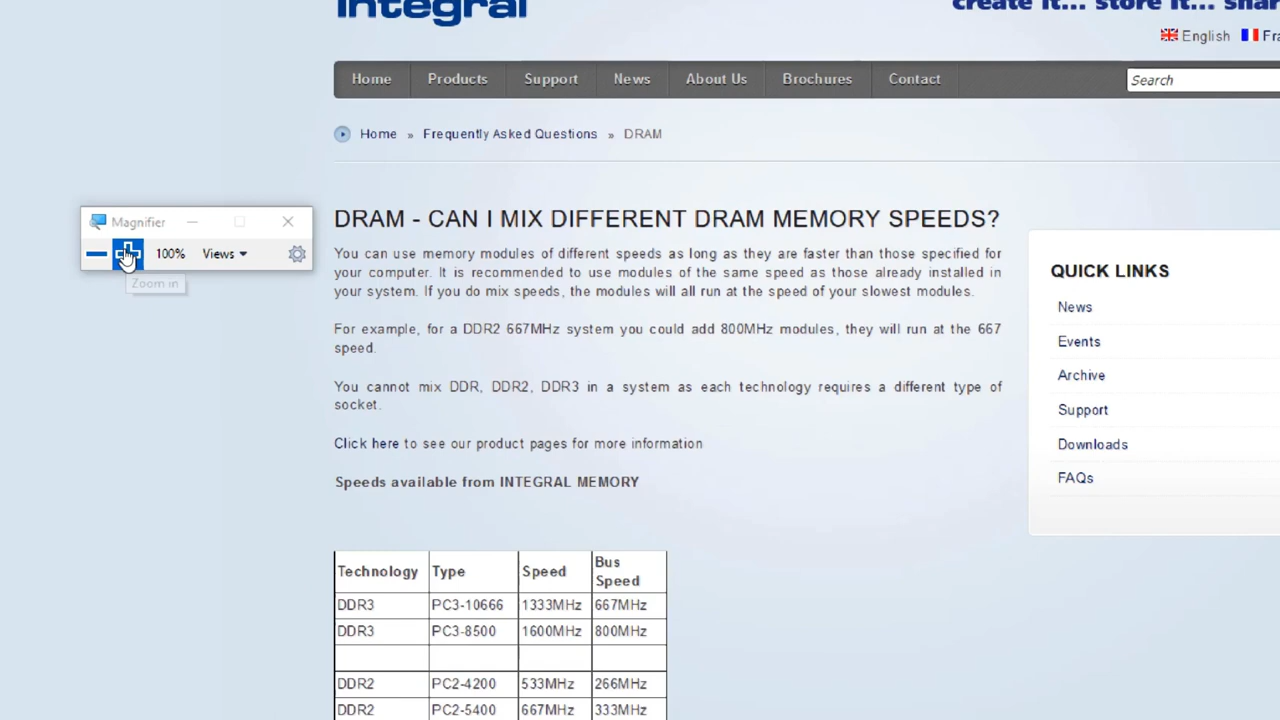 integral
create it... store it... shar
English Fra
Home Products Support News About Us Brochures Contact Search
Home » Frequently Asked Questions » DRAM
Magnifier
100% Views
Zoom in
DRAM - CAN I MIX DIFFERENT DRAM MEMORY SPEEDS?
You can use memory modules of different speeds as long as they are faster than those specified for
your computer. It is recommended to use modules of the same speed as those already installed in
your system. If you do mix speeds, the modules will all run at the speed of your slowest modules.
For example, for a DDR2 667MHz system you could add 800MHz modules, they will run at the 667
speed.
You cannot mix DDR, DDR2, DDR3 in a system as each technology requires a different type of
socket.
Click here to see our product pages for more information
Speeds available from INTEGRAL MEMORY
Technology Type Speed Bus
Speed
DDR3 PC3-10666 1333MHz 667MHz
DDR3 PC3-8500 1600MHz 800MHz
DDR2 PC2-4200 533MHz 266MHz
DDR2 PC2-5400 667MHz 333MHz
QUICK LINKS
News
Events
Archive
Support
Downloads
FAQs